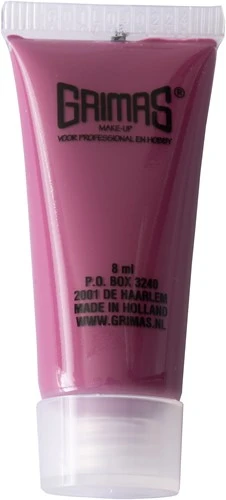 GRIMAS®
MAKE-UP
VOOR PROFESSIONAL EN HOBBY
8 ml
P.O. BOX 3240
2001 DE HAARLEM
MADE IN HOLLAND
WWW.GRIMAS.NL